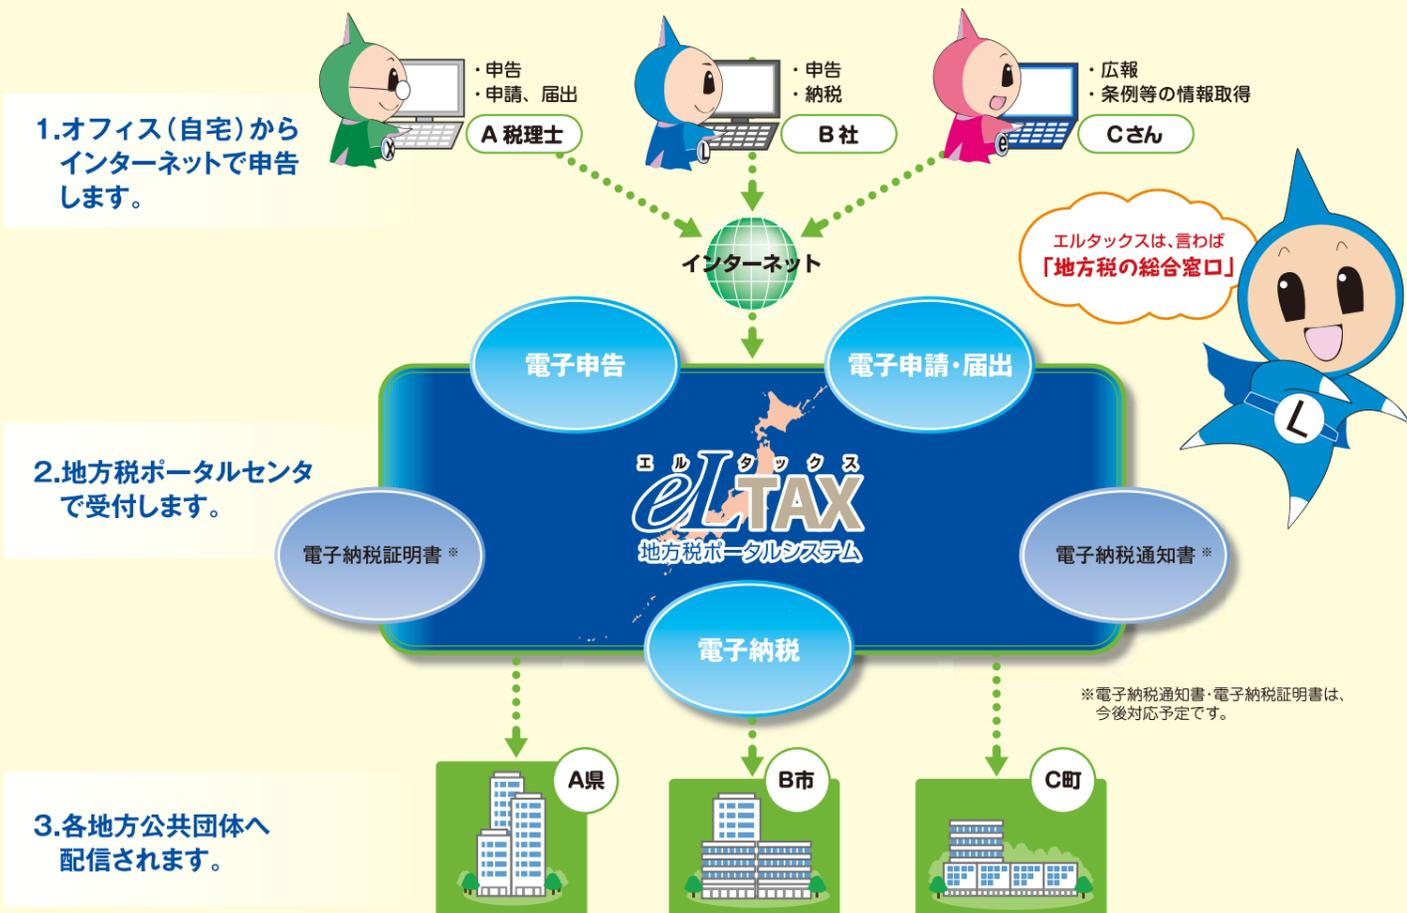 ・申告
・申請、届出
A 税理士
X
・申告
・納税
B 社
L
・広報
・条例等の情報取得
Cさん
e
1.オフィス（自宅）から
インターネットで申告
します。
インターネット
エルタックスは、言わば
「地方税の総合窓口」
L
電子申告
電子申請・届出
2.地方税ポータルセンタ
で受付します。
エルタックス
eLTAX
地方税ポータルシステム
電子納税証明書※
電子納税通知書※
電子納税
※電子納税通知書・電子納税証明書は、
今後対応予定です。
3.各地方公共団体へ
配信されます。
A県
B市
C町